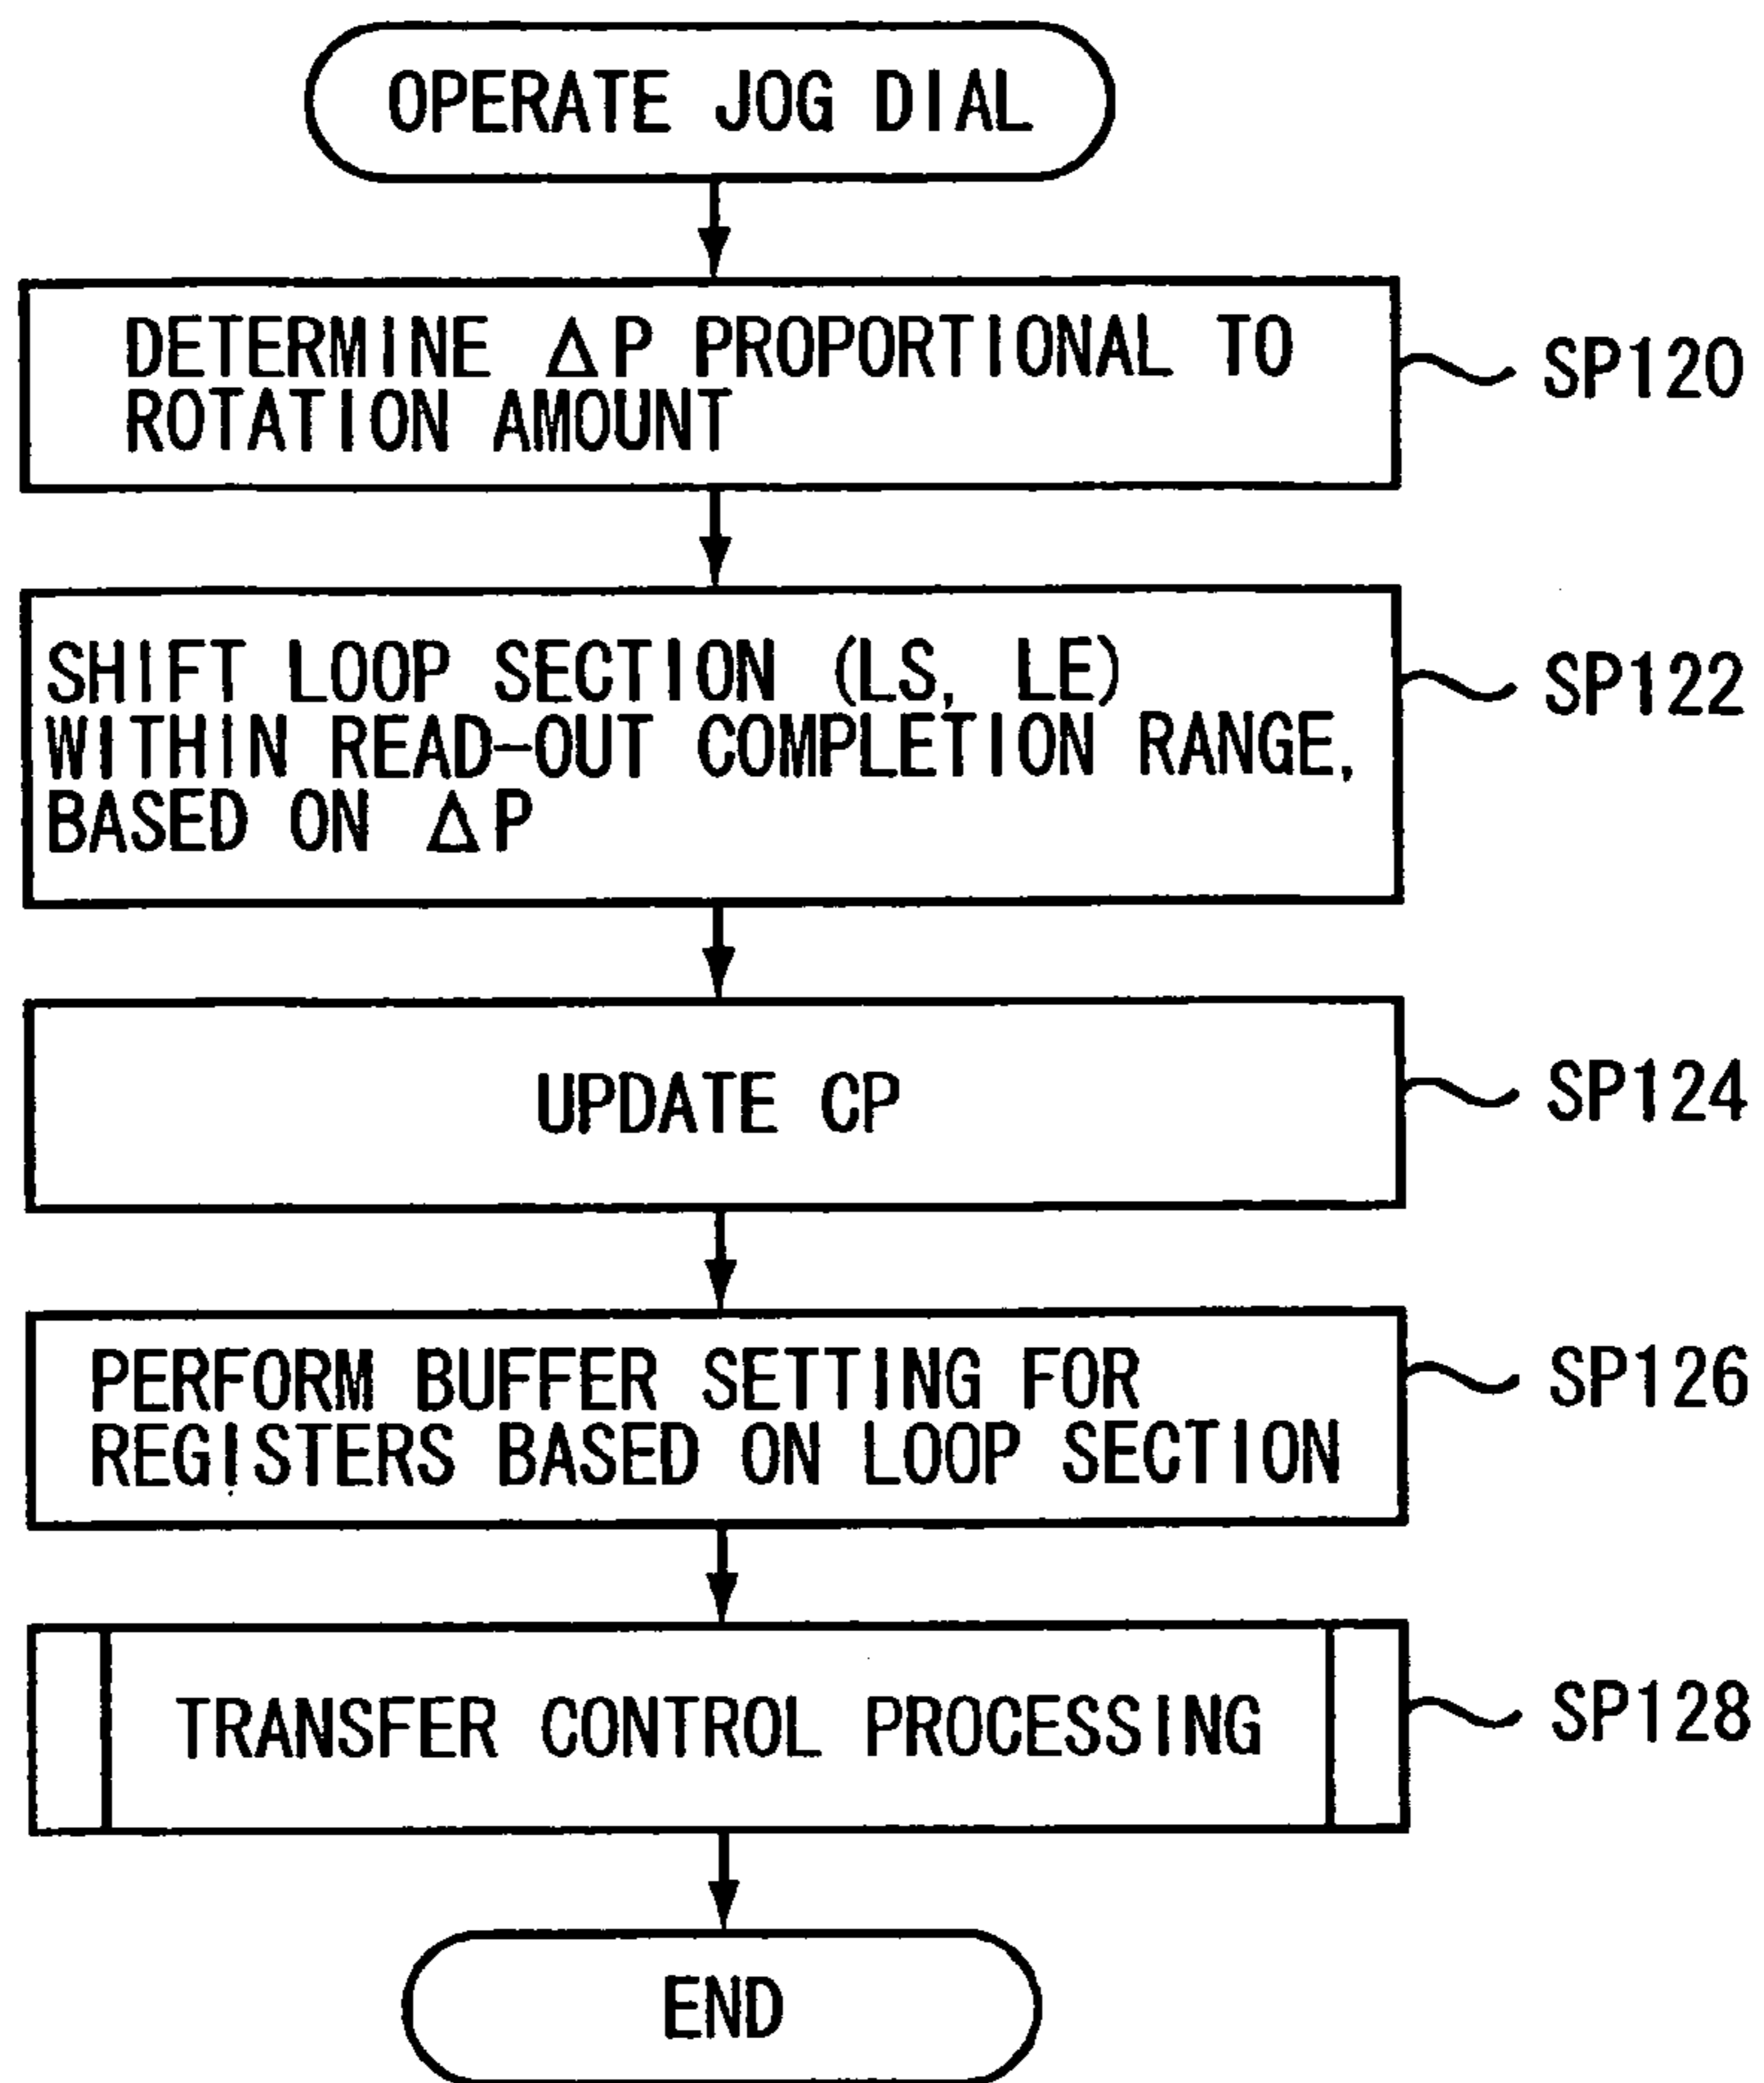 OPERATE JOG DIAL
DETERMINE ΔP PROPORTIONAL TO
ROTATION AMOUNT
SP120
SHIFT LOOP SECTION (LS, LE)
WITHIN READ-OUT COMPLETION RANGE,
BASED ON ΔP
SP122
UPDATE CP
SP124
PERFORM BUFFER SETTING FOR
REGISTERS BASED ON LOOP SECTION
SP126
TRANSFER CONTROL PROCESSING
SP128
END